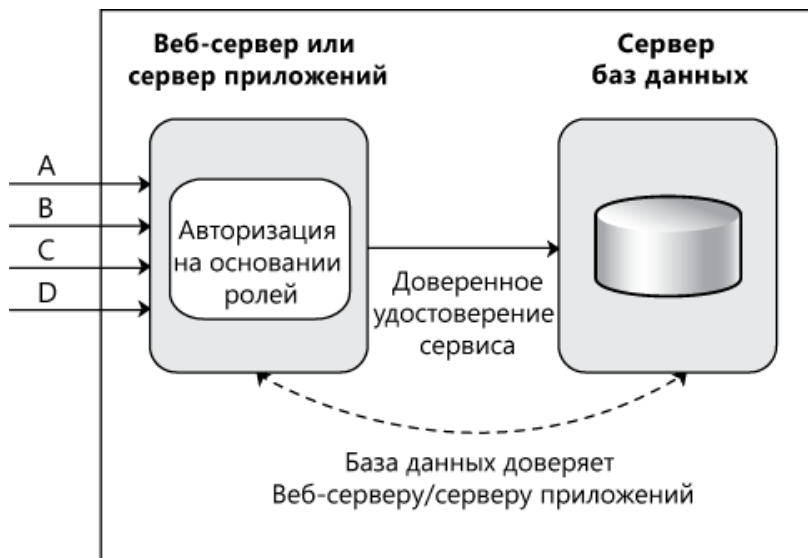 Веб-сервер или
сервер приложений
Сервер
баз данных
A
B
C
D
Авторизация
на основании
ролей
Доверенное
удостоверение
сервиса
База данных доверяет
Веб-серверу/серверу приложений